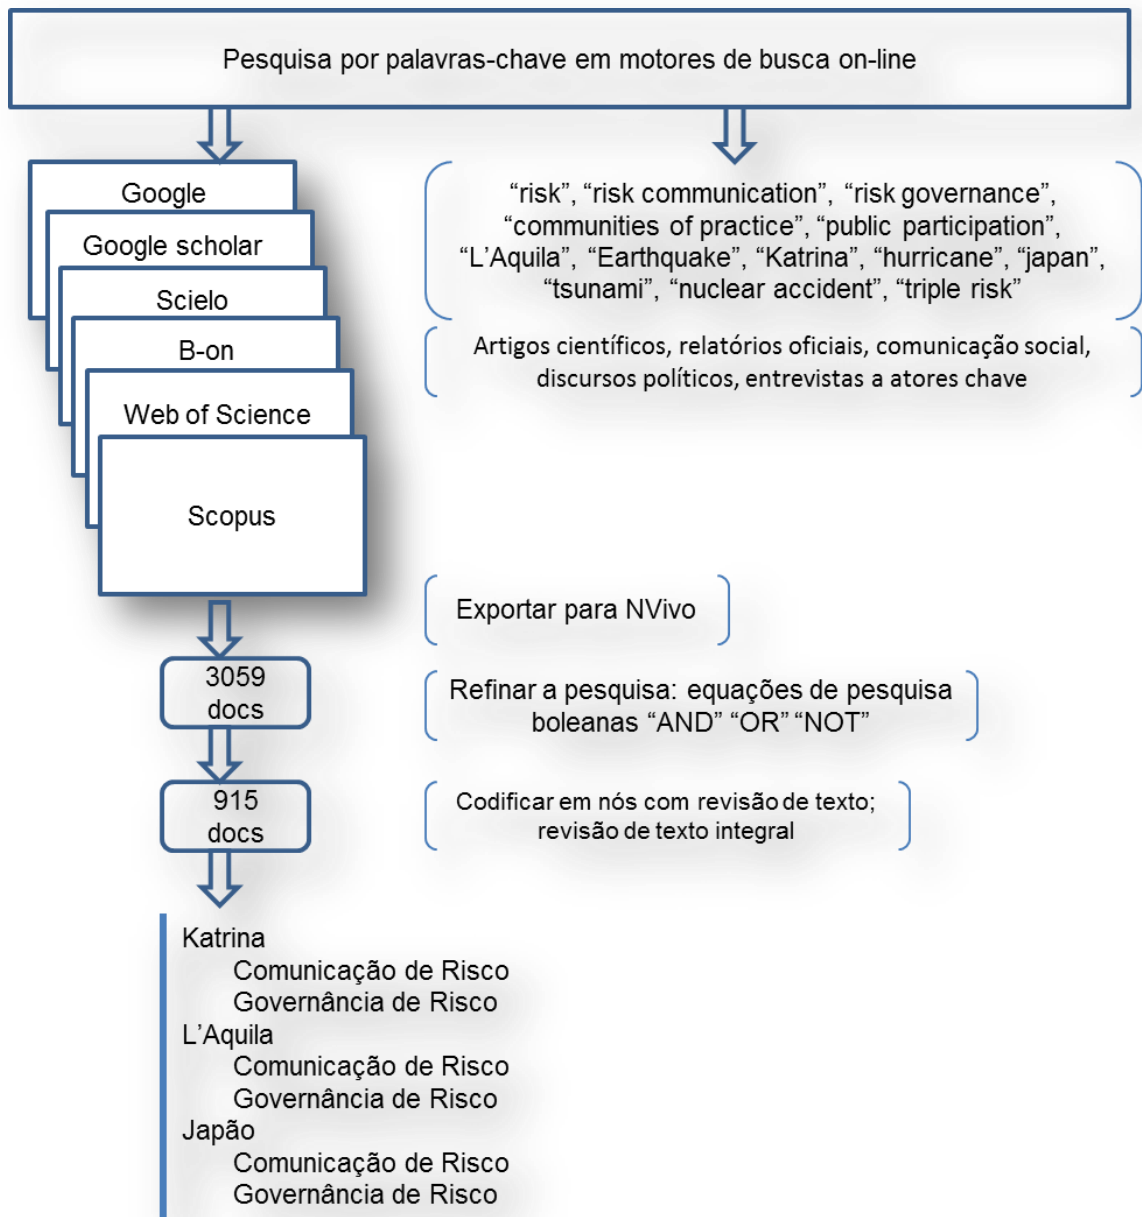 Pesquisa por palavras-chave em motores de busca on-line
Google
Google scholar
Scielo
B-on
Web of Science
Scopus
“risk”, “risk communication”, “risk governance”,
“communities of practice”, “public participation”,
“L’Aquila”, “Earthquake”, “Katrina”, “hurricane”, “japan”,
“tsunami”, “nuclear accident”, “triple risk”
Artigos científicos, relatórios oficiais, comunicação social,
discursos políticos, entrevistas a atores chave
Exportar para NVivo
3059
docs
Refinar a pesquisa: equações de pesquisa
boleanas “AND” “OR” “NOT”
915
docs
Codificar em nós com revisão de texto;
revisão de texto integral
Katrina
Comunicação de Risco
Governância de Risco
L’Aquila
Comunicação de Risco
Governância de Risco
Japão
Comunicação de Risco
Governância de Risco